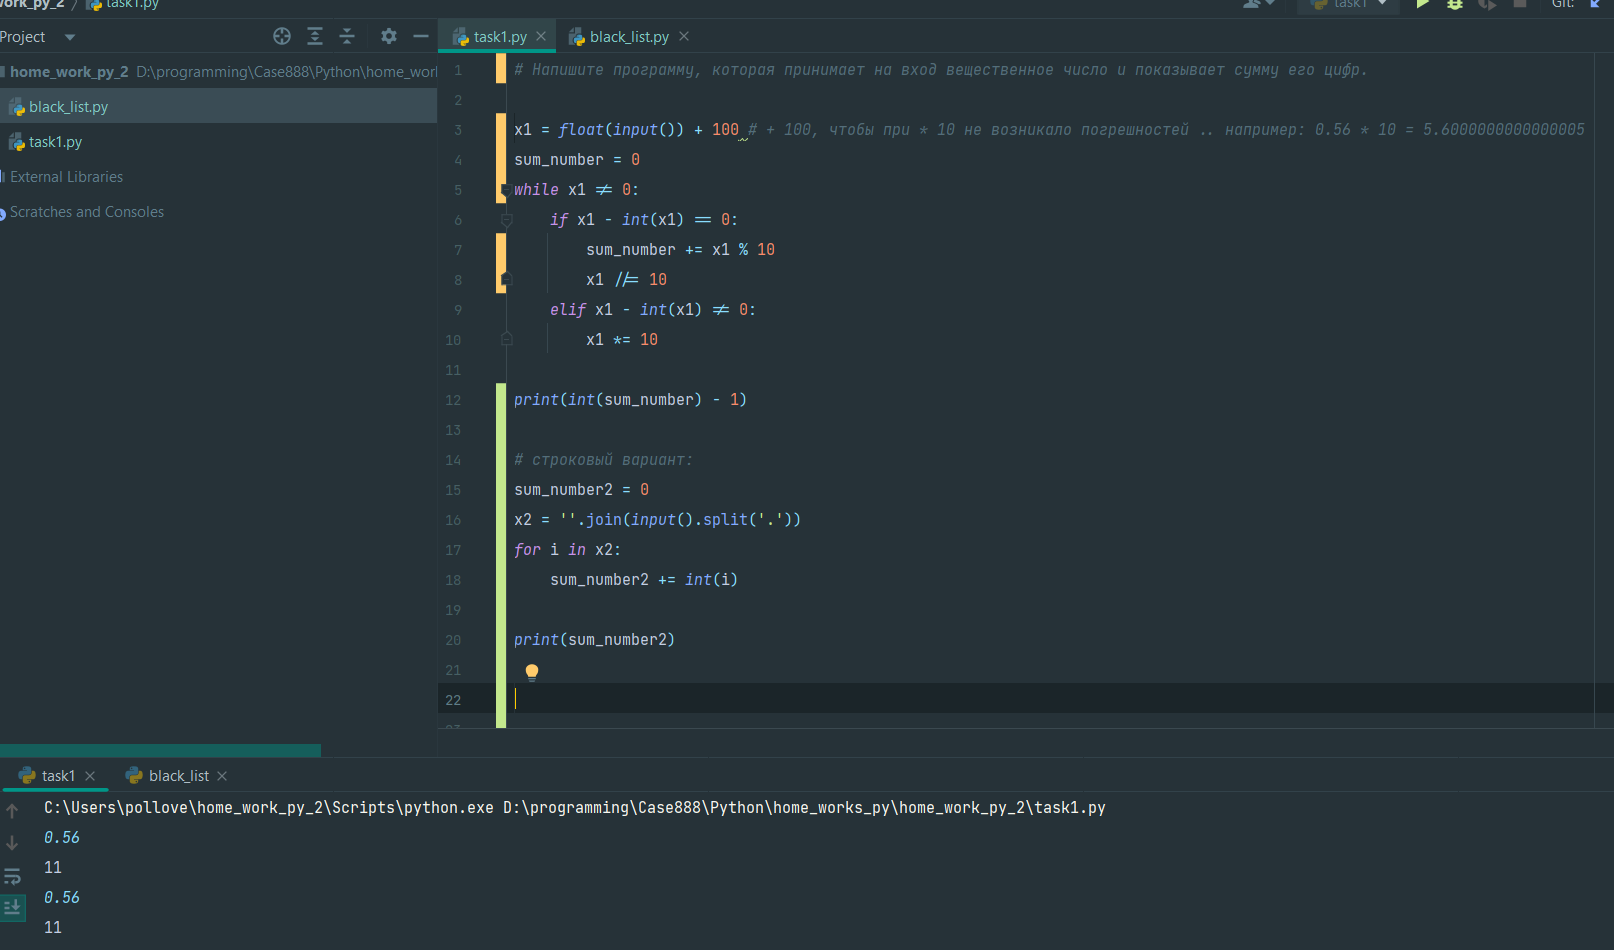 work_py_2 / task1.py
task1
Git:
Project
task1.py
black_list.py
home_work_py_2 D:\programming\Case888\Python\home_worl
black_list.py
task1.py
External Libraries
Scratches and Consoles
1 # Напишите программу, которая принимает на вход вещественное число и показывает сумму его цифр.
2
3 x1 = float(input()) + 100 # + 100, чтобы при * 10 не возникало погрешностей .. например: 0.56 * 10 = 5.6000000000000005
4 sum_number = 0
5 while x1 != 0:
6 if x1 - int(x1) == 0:
7 sum_number += x1 % 10
8 x1 //= 10
9 elif x1 - int(x1) != 0:
10 x1 *= 10
11
12 print(int(sum_number) - 1)
13
14 # строковый вариант:
15 sum_number2 = 0
16 x2 = ''.join(input().split('.'))
17 for i in x2:
18 sum_number2 += int(i)
19
20 print(sum_number2)
21
22
23
task1
black_list
C:\Users\pollove\home_work_py_2\Scripts\python.exe D:\programming\Case888\Python\home_works_py\home_work_py_2\task1.py
0.56
11
0.56
11